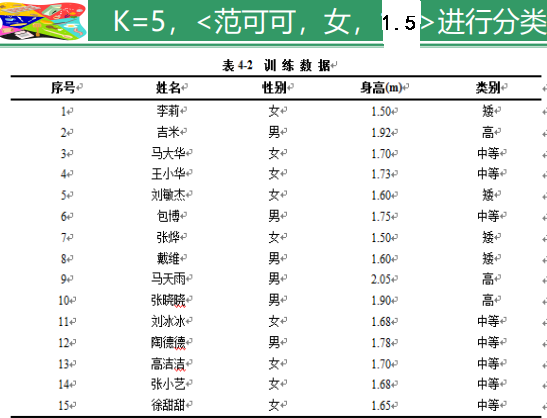 K=5，<范可可，女，1.5>进行分类
表 4-2 训 练 数 据
序号 姓名 性别 身高(m) 类别
1 李莉 女 1.50 矮
2 吉米 男 1.92 高
3 马大华 女 1.70 中等
4 王小华 女 1.73 中等
5 刘敏杰 女 1.60 矮
6 包博 男 1.75 中等
7 张烨 女 1.50 矮
8 戴维 男 1.60 矮
9 马天雨 男 2.05 高
10 张晓晓 男 1.90 高
11 刘冰冰 女 1.68 中等
12 陶德德 男 1.78 中等
13 高洁洁 女 1.70 中等
14 张小艺 女 1.68 中等
15 徐甜甜 女 1.65 中等